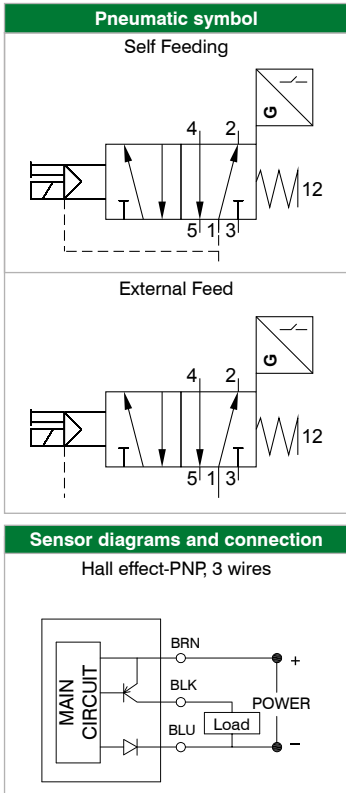 Pneumatic symbol
Self Feeding
G
4 2
12
5 1 3
External Feed
G
4 2
12
5 1 3
Sensor diagrams and connection
Hall effect-PNP, 3 wires
MAIN
CIRCUIT
BRN
+
BLK
POWER
Load
BLU
−